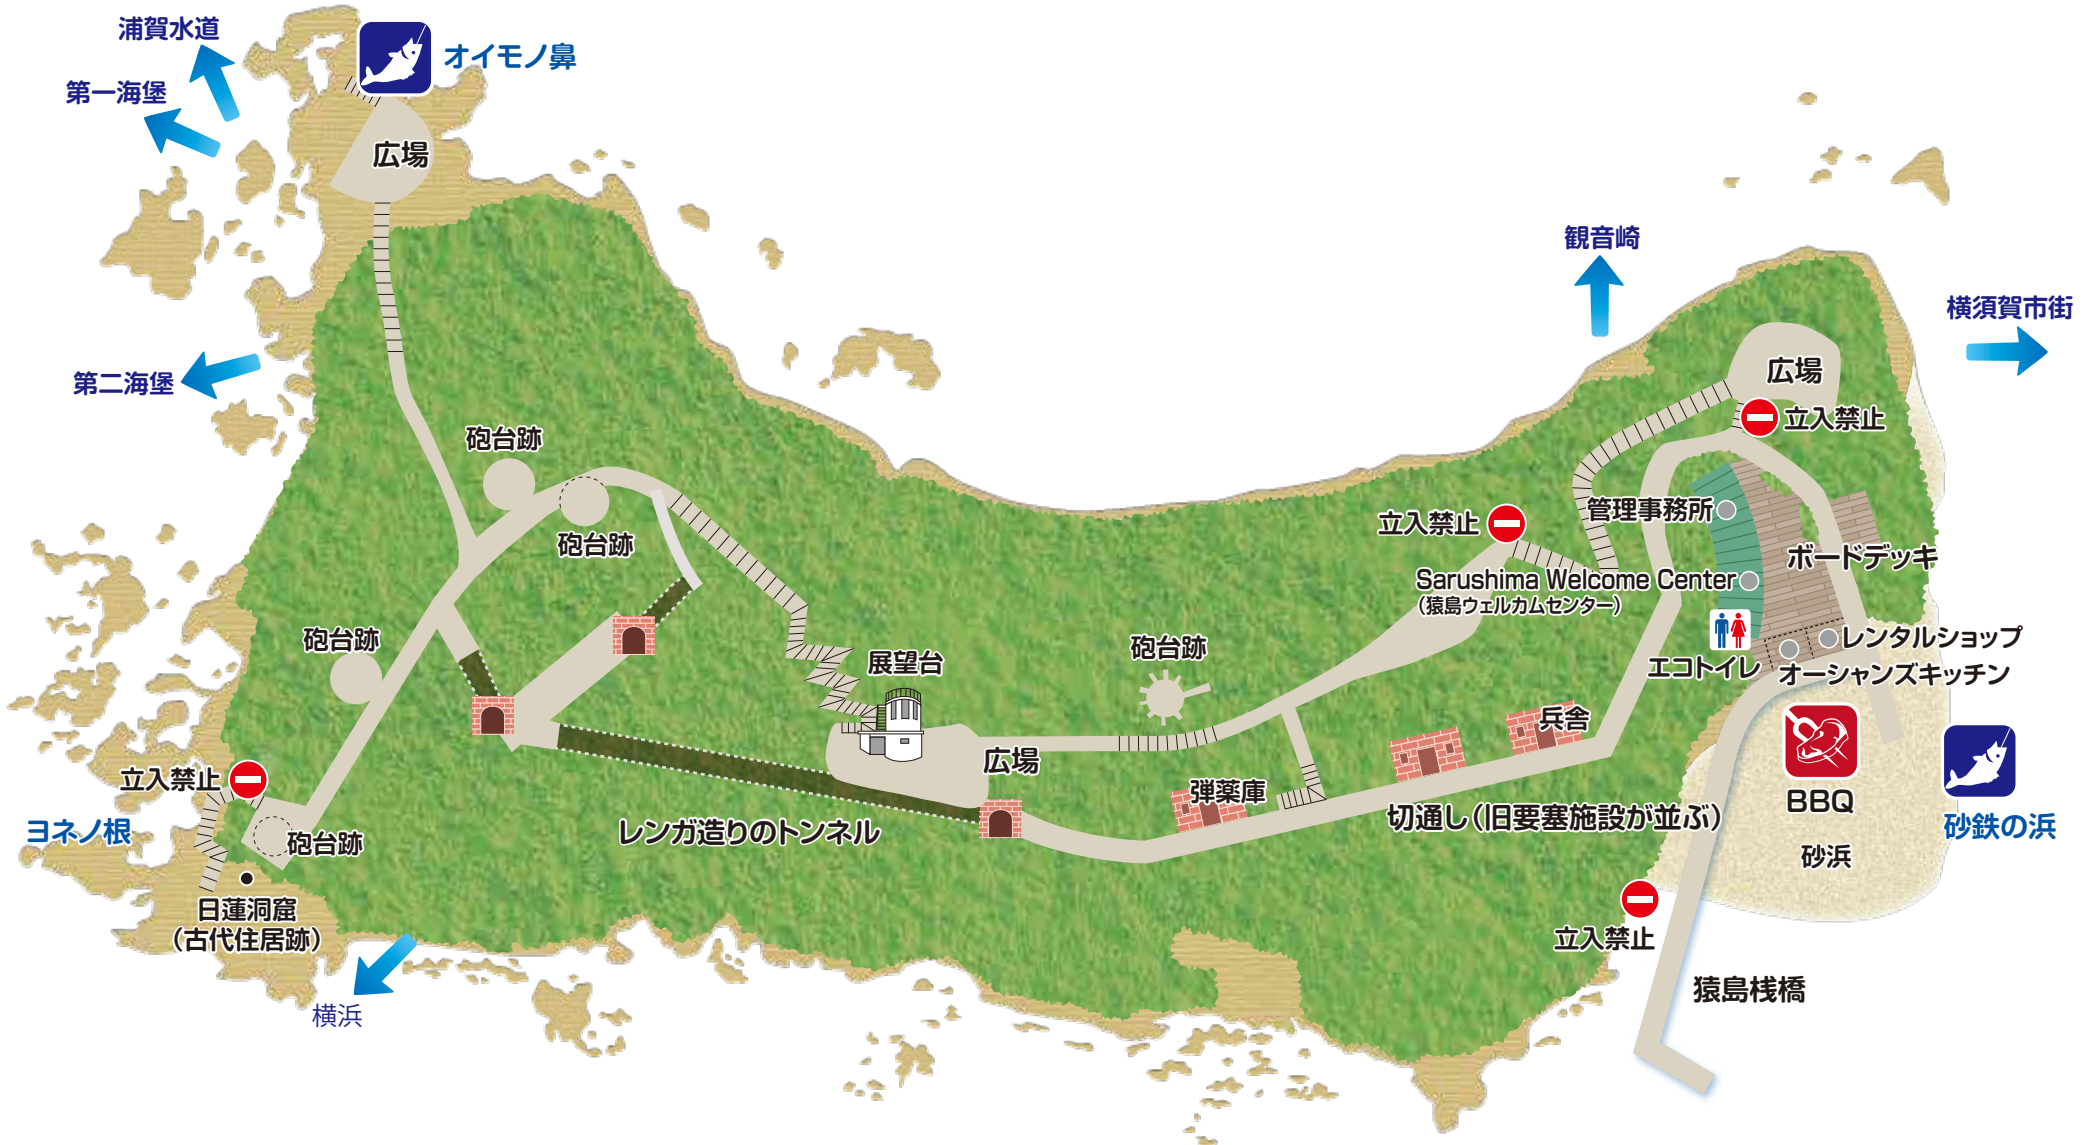 浦賀水道
オイモノ鼻
第一海堡
広場
観音崎
横須賀市街
広場
第二海堡
立入禁止
砲台跡
管理事務所
立入禁止
砲台跡
ボードデッキ
Sarushima Welcome Center
(猿島ウェルカムセンター)
砲台跡
レンタルショップ
砲台跡
展望台
エコトイレ
オーシャンズキッチン
兵舎
広場
立入禁止
弾薬庫
BBQ
切通し(旧要塞施設が並ぶ)
砂鉄の浜
ヨネノ根
レンガ造りのトンネル
砲台跡
砂浜
日蓮洞窟
(古代住居跡)
立入禁止
猿島桟橋
横浜